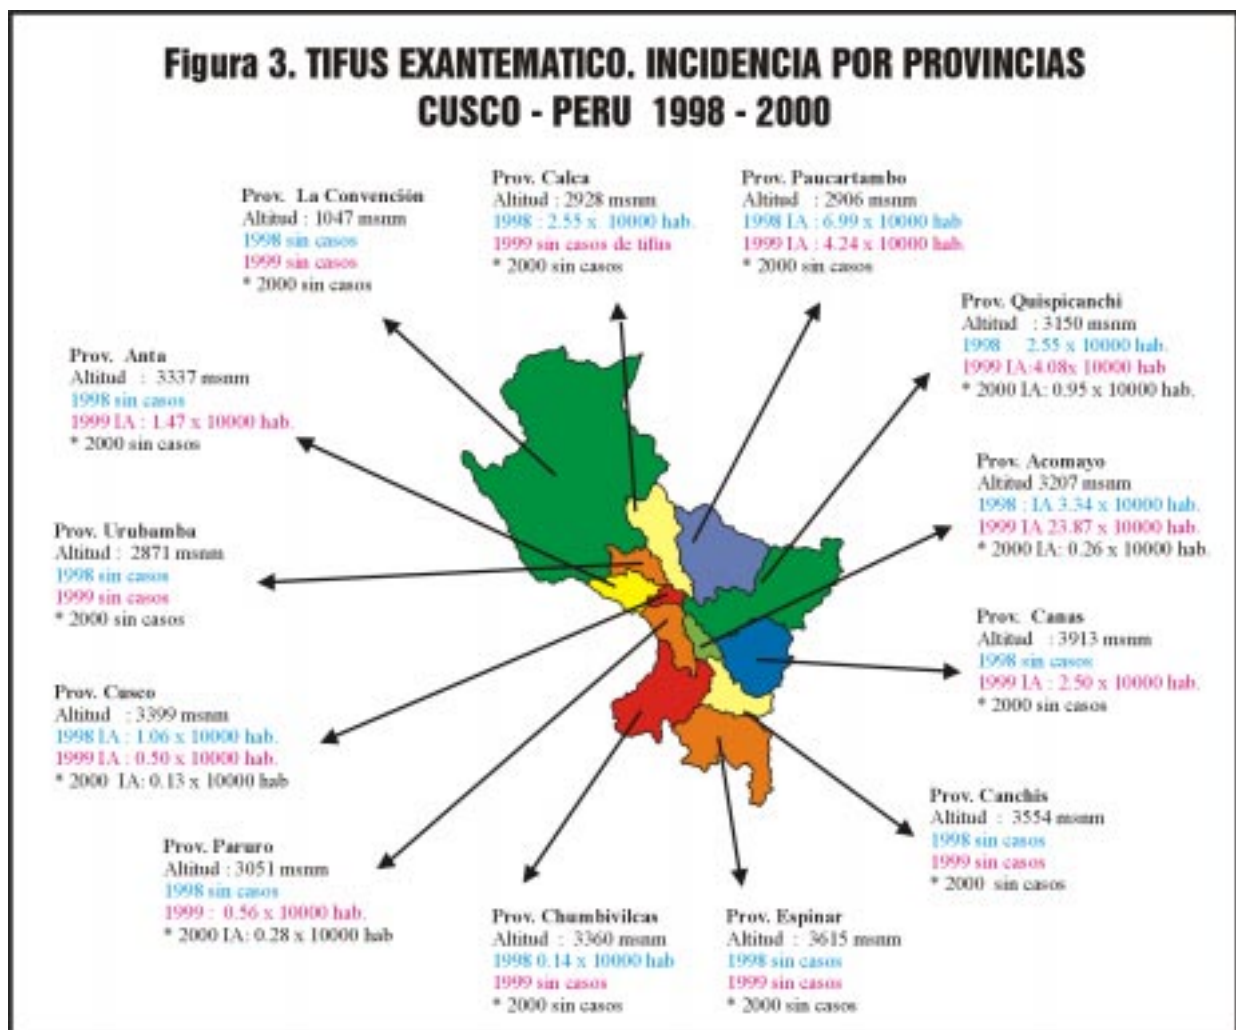 Figura 3. TIFUS EXANTEMATICO. INCIDENCIA POR PROVINCIAS
CUSCO - PERU 1998 - 2000
Prov. La Convención
Altitud : 1047 msnm
1998 sin casos
1999 sin casos
* 2000 sin casos
Prov. Calca
Altitud : 2928 msnm
1998 : 2.55 x 10000 hab.
1999 sin casos de tifus
* 2000 sin casos
Prov. Paucartambo
Altitud : 2906 msnm
1998 IA : 6.99 x 10000 hab
1999 IA : 4.24 x 10000 hab
* 2000 sin casos
Prov. Quispicanchi
Altitud : 3150 msnm
1998 2.55 x 10000 hab.
1999 IA:4.08x 10000 hab
* 2000 IA: 0.95 x 10000 hab.
Prov. Anta
Altitud : 3337 msnm
1998 sin casos
1999 IA : 1.47 x 10000 hab.
* 2000 sin casos
Prov. Acomayo
Altitud 3207 msnm
1998 : IA 3.34 x 10000 hab.
1999 IA 23.87 x 10000 hab.
* 2000 IA: 0.26 x 10000 hab.
Prov. Urubamba
Altitud : 2871 msnm
1998 sin casos
1999 sin casos
* 2000 sin casos
Prov. Canas
Altitud : 3913 msnm
1998 sin casos
1999 IA : 2.50 x 10000 hab.
* 2000 sin casos
Prov. Cusco
Altitud : 3399 msnm
1998 IA : 1.06 x 10000 hab.
1999 IA : 0.50 x 10000 hab.
* 2000 IA: 0.13 x 10000 hab
Prov. Canchis
Altitud : 3554 msnm
1998 sin casos
1999 sin casos
* 2000 sin casos
Prov. Paruro
Altitud : 3051 msnm
1998 sin casos
1999 : 0.56 x 10000 hab.
* 2000 IA: 0.28 x 10000 hab
Prov. Chumbivilcas
Altitud : 3360 msnm
1998 0.14 x 10000 hab
1999 sin casos
* 2000 sin casos
Prov. Espinar
Altitud : 3615 msnm
1998 sin casos
1999 sin casos
* 2000 sin casos